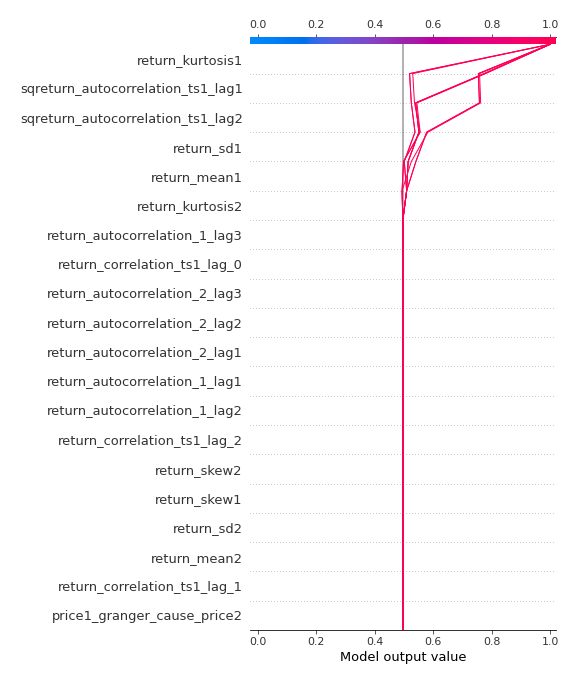 0.0 0.2 0.4 0.6 0.8 1.0
return_kurtosis1
sqreturn_autocorrelation_ts1_lag1
sqreturn_autocorrelation_ts1_lag2
return_sd1
return_mean1
return_kurtosis2
return_autocorrelation_1_lag3
return_correlation_ts1_lag_0
return_autocorrelation_2_lag3
return_autocorrelation_2_lag2
return_autocorrelation_2_lag1
return_autocorrelation_1_lag1
return_autocorrelation_1_lag2
return_correlation_ts1_lag_2
return_skew2
return_skew1
return_sd2
return_mean2
return_correlation_ts1_lag_1
price1_granger_cause_price2
0.0 0.2 0.4 0.6 0.8 1.0
Model output value